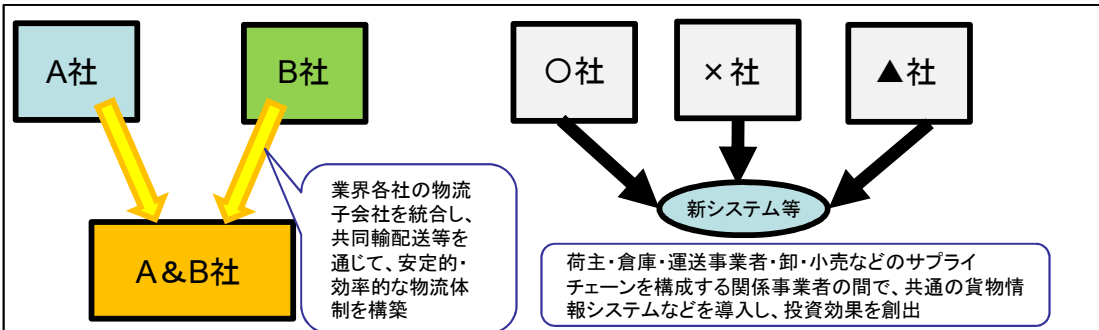 A社
B社
業界各社の物流
子会社を統合し、
共同輸配送等を
通じて、安定的・
効率的な物流体
制を構築
A&B社
〇社
×社
▲社
新システム等
荷主・倉庫・運送事業者・卸・小売などのサプライ
チェーンを構成する関係事業者の間で、共通の貨物情
報システムなどを導入し、投資効果を創出